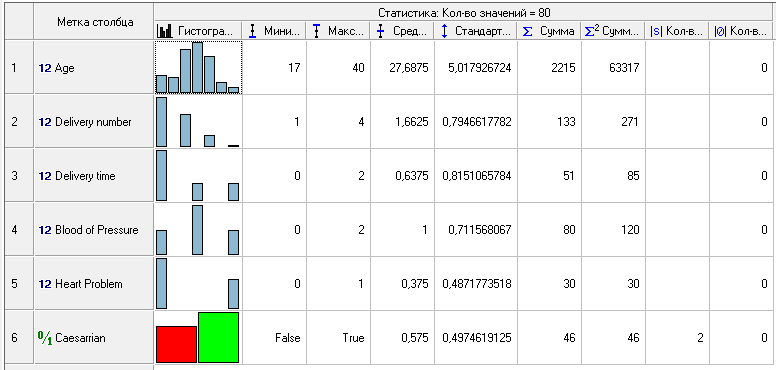 Метка столбца
Статистика: Кол-во значений = 80
Гистогра... Мини... Макс... Сред... Стандарт... Σ Сумма Σ² Сумм... |S| Кол-в... |∅| Кол-в...
1 12 Age 17 40 27,6875 5,017926724 2215 63317 0
2 12 Delivery number 1 4 1,6625 0,7946617782 133 271 0
3 12 Delivery time 0 2 0,6375 0,8151065784 51 85 0
4 12 Blood of Pressure 0 2 1 0,711568067 80 120 0
5 12 Heart Problem 0 1 0,375 0,4871773518 30 30 0
6 0/1 Caesarrian False True 0,575 0,4974619125 46 46 2 0